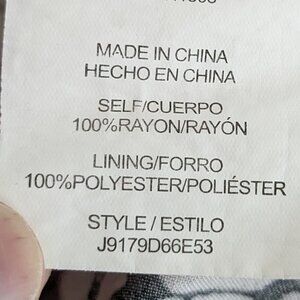 MADE IN CHINA
HECHO EN CHINA
SELF/CUERPO
100%RAYON/RAYÓN
LINING/FORRO
100%POLYESTER/POLIÉSTER
STYLE / ESTILO
J9179D66E53